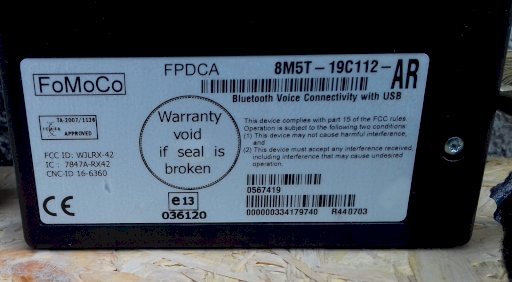 FoMoCo
FPDCA
8M5T-19C112-AR
Bluetooth Voice Connectivity with USB
TA-2007/1128
APPROVED
FCC ID: W3LRX-42
IC : 7847A-RX42
CNC-ID 16-6360
CE
Warranty
void
if seal is
broken
e13
036120
This device complies with part 15 of the FCC rules.
Operation is subject to the following two conditions:
(1) This device may not cause harmful interference,
and
(2) This device must accept any interference received,
including interference that may cause undesired
operation.
0567419
000000334179740 R440703